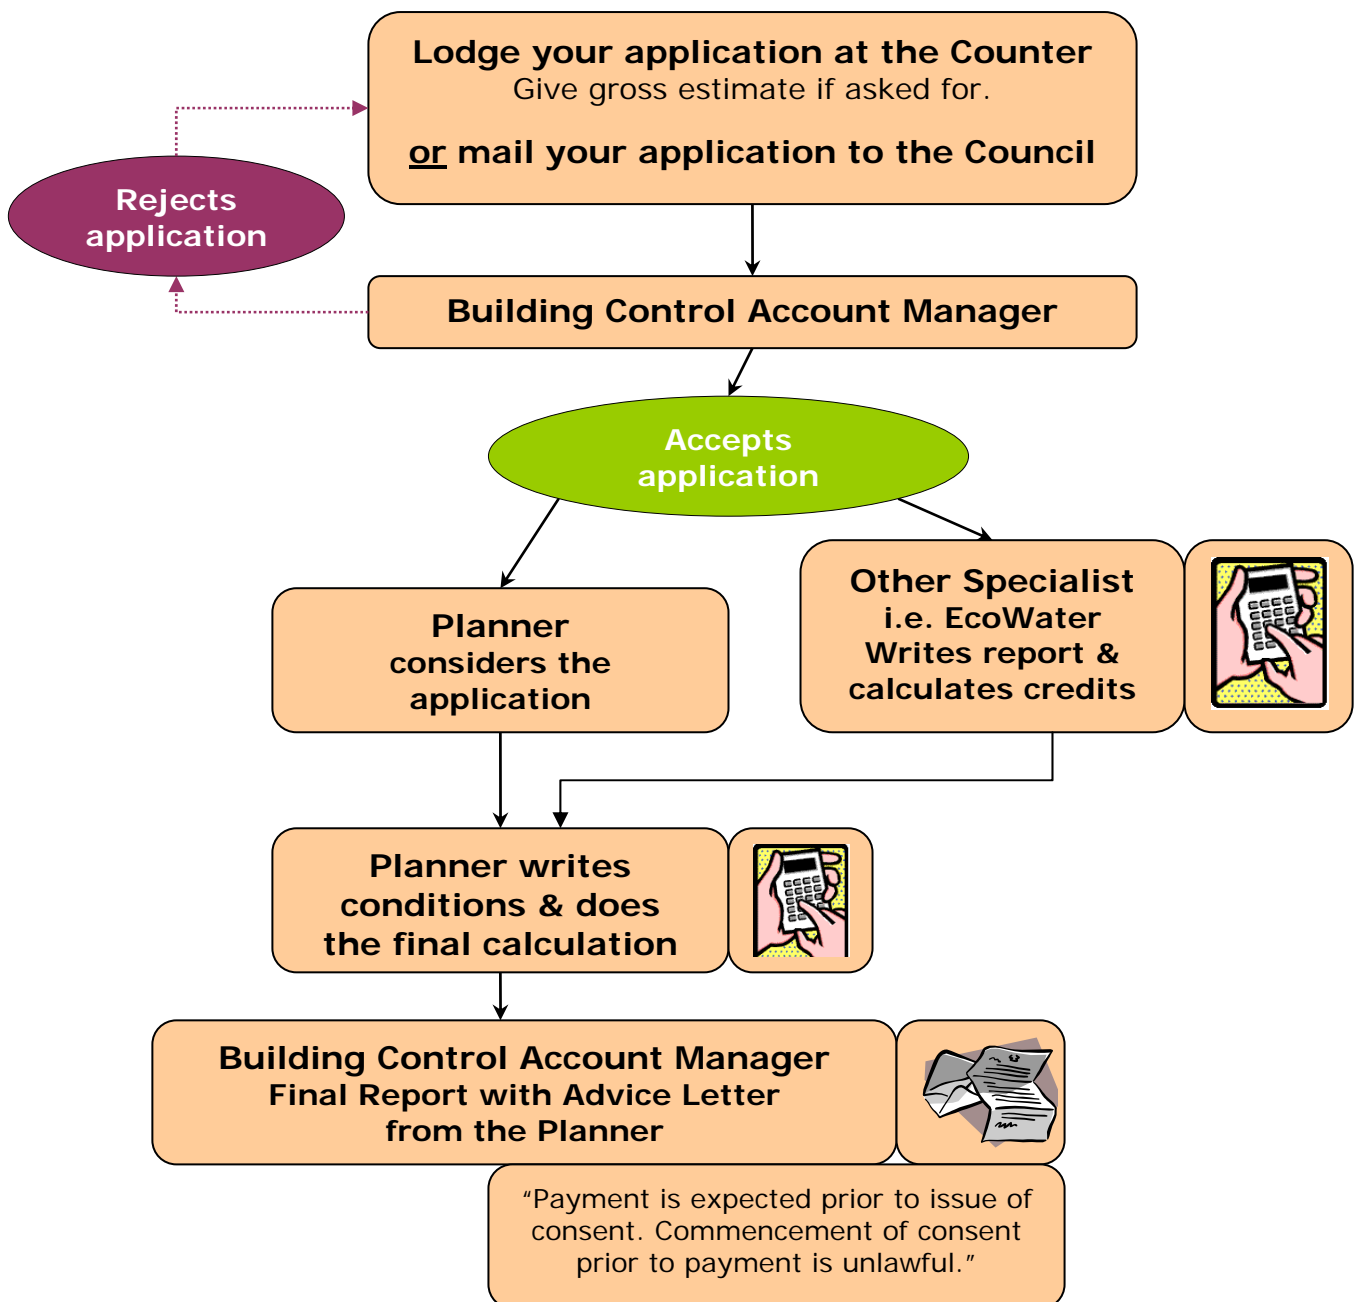 Lodge your application at the Counter
Give gross estimate if asked for.
or mail your application to the Council
Rejects
application
Building Control Account Manager
Accepts
application
Other Specialist
i.e. EcoWater
Writes report &
calculates credits
Planner
considers the
application
Planner writes
conditions & does
the final calculation
Building Control Account Manager
Final Report with Advice Letter
from the Planner
“Payment is expected prior to issue of
consent. Commencement of consent
prior to payment is unlawful.”